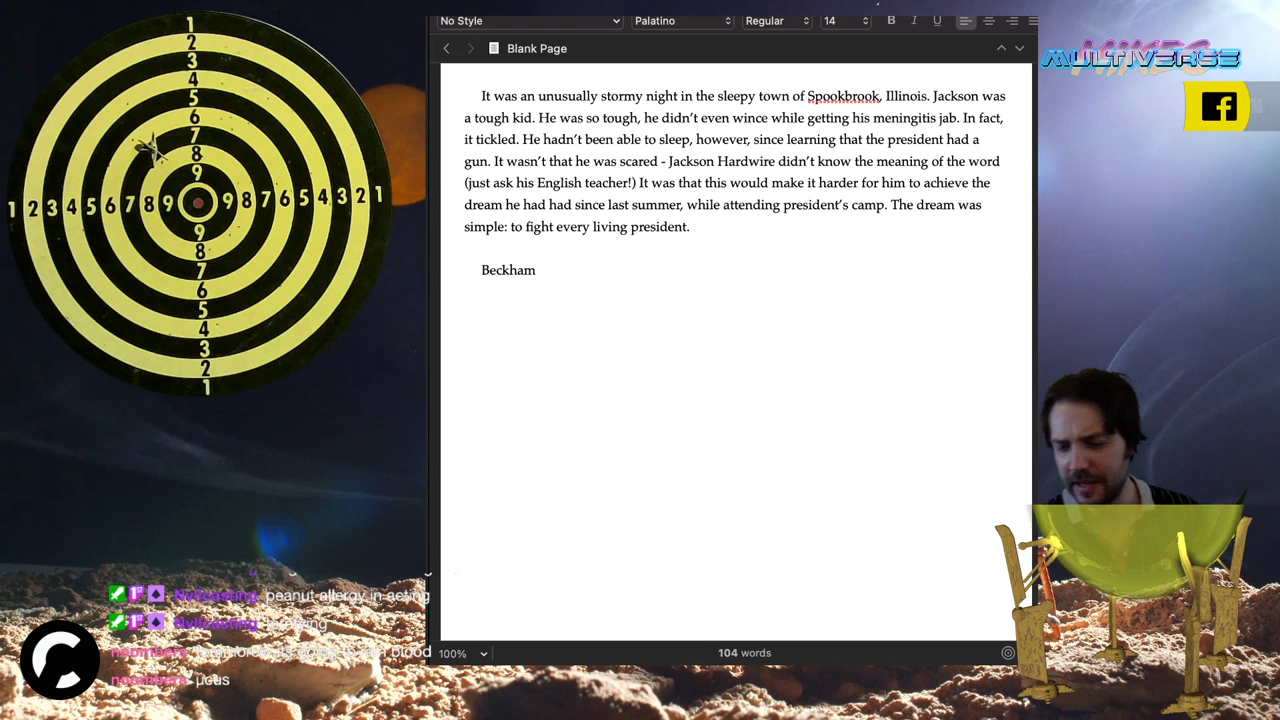 No Style Palatino Regular 14 B I U
Blank Page
It was an unusually stormy night in the sleepy town of Spookbrook, Illinois. Jackson was
a tough kid. He was so tough, he didn’t even wince while getting his meningitis jab. In fact,
it tickled. He hadn’t been able to sleep, however, since learning that the president had a
gun. It wasn’t that he was scared - Jackson Hardwire didn’t know the meaning of the word
(just ask his English teacher!) It was that this would make it harder for him to achieve the
dream he had had since last summer, while attending president’s camp. The dream was
simple: to fight every living president.
Beckham
100%
104 words
MULTIVERSE
1
2
3
4
5
6
7
8
9
1 2 3 4 5 6 7 8 9 9 8 7 6 5 4 3 2 1
9
8
7
6
5
4
3
2
1
Nvllcasting: peanut allergy in acting
Nvllcasting:
noombers: blood
noombers: µcus